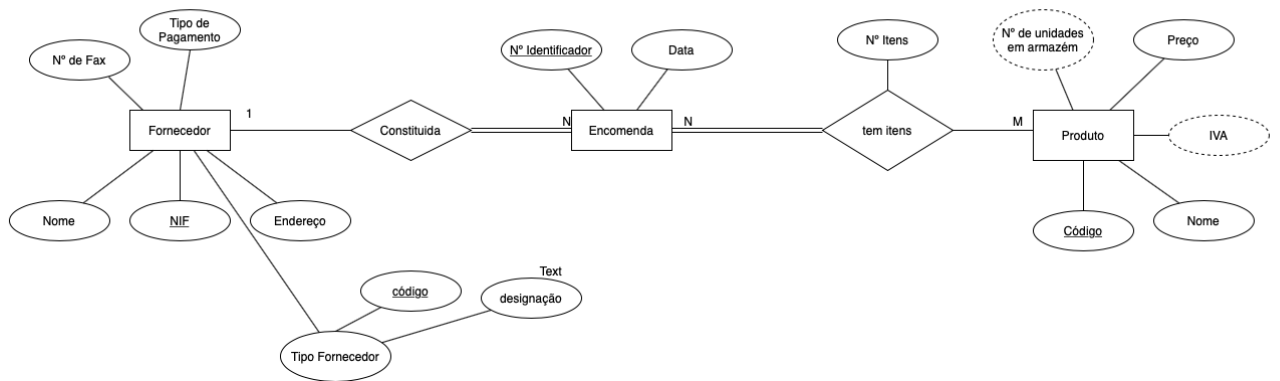 Tipo de
Pagamento
Nº de Fax
Nº Identificador
Data
Nº Itens
Nº de unidades
em armazém
Preço
1
N
N
M
Fornecedor
Constituida
Encomenda
tem itens
Produto
IVA
Nome
NIF
Endereço
Código
Nome
Text
código
designação
Tipo Fornecedor